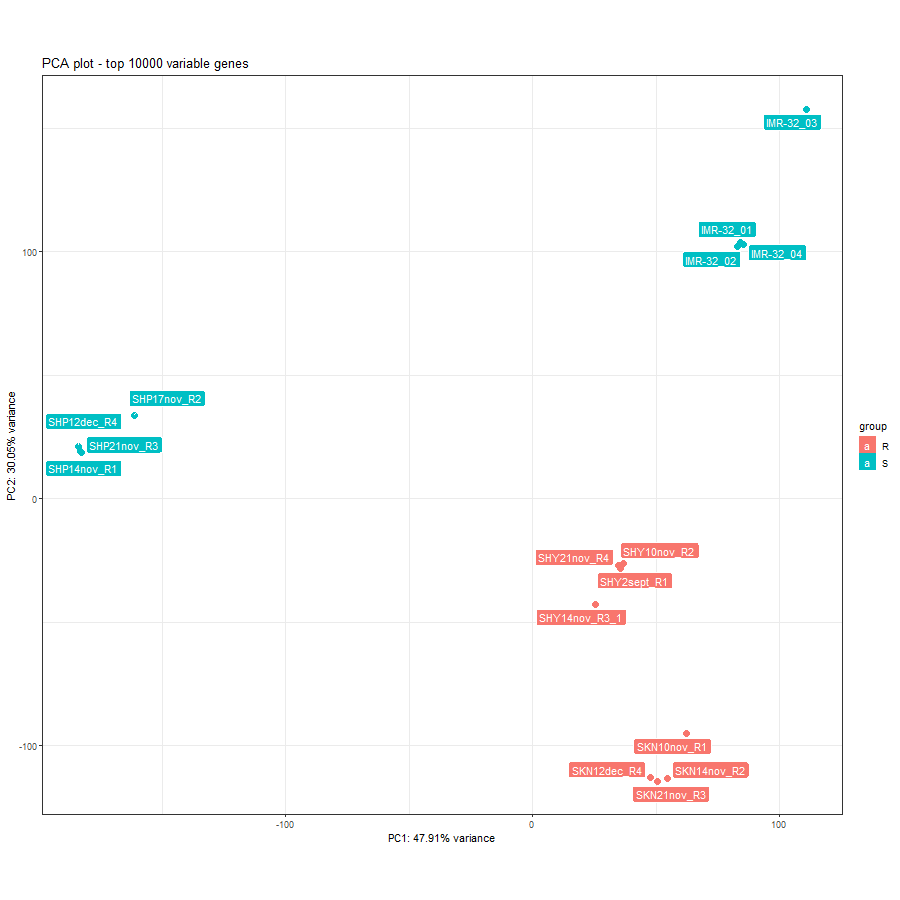 PCA plot - top 10000 variable genes
IMR-32_03
IMR-32_01
IMR-32_04
IMR-32_02
100
SHP17nov_R2
SHP12dec_R4
SHP21nov_R3
SHP14nov_R1
PC2: 30.05% variance
0
SHY10nov_R2
SHY21nov_R4
SHY2sept_R1
SHY14nov_R3_1
SKN10nov_R1
-100
SKN12dec_R4
SKN14nov_R2
SKN21nov_R3
-100
0
100
PC1: 47.91% variance
group
a R
a S